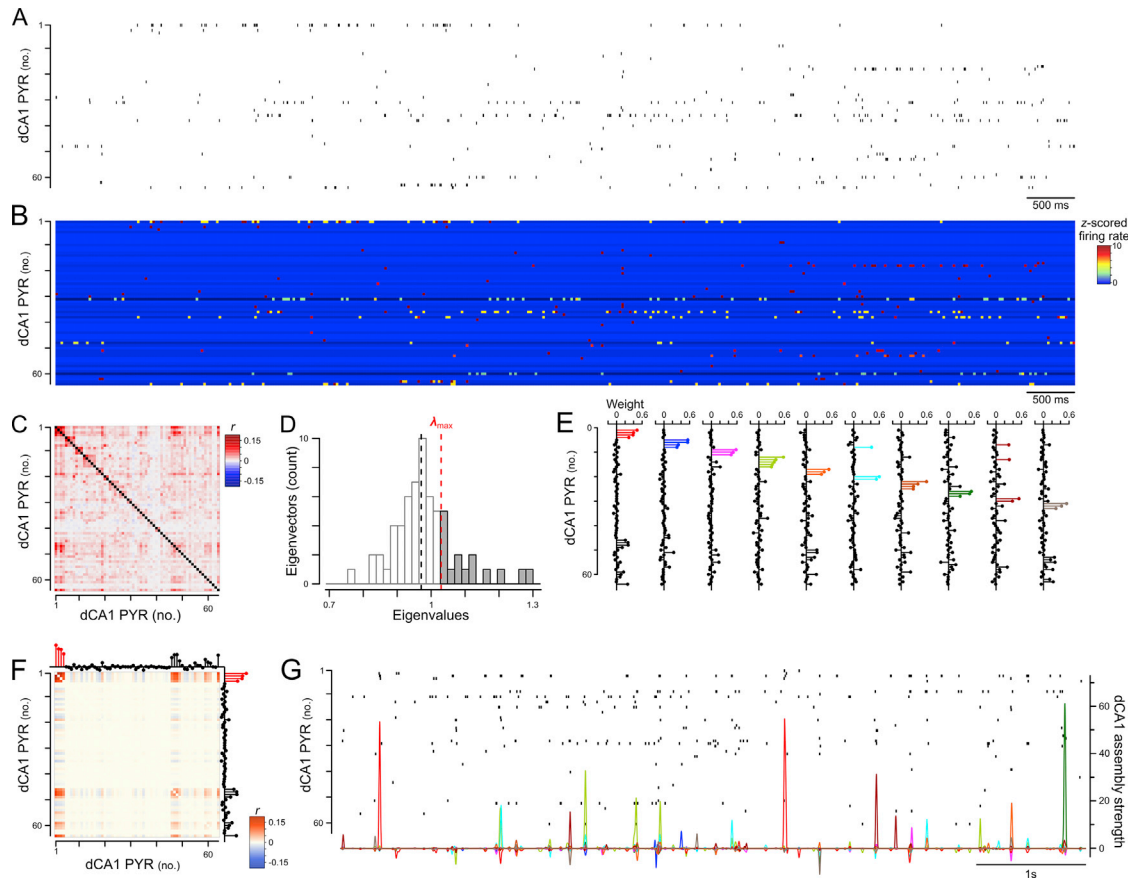 A
1
dCA1 PYR (no.)
60
500 ms
B
1
dCA1 PYR (no.)
60
500 ms
z-scored
firing rate
10
0
C
1
dCA1 PYR (no.)
60
1
60
dCA1 PYR (no.)
r
0.15
0
-0.15
D
λmax
10
Eigenvectors (count)
0
0.7
1
1.3
Eigenvalues
E
Weight
0 0.6 0 0.6 0 0.6 0 0.6 0 0.6 0 0.6 0 0.6 0 0.6 0 0.6 0 0.6
0
dCA1 PYR (no.)
60
F
1
dCA1 PYR (no.)
60
1
60
dCA1 PYR (no.)
r
0.15
0
-0.15
G
1
dCA1 PYR (no.)
60
60
40
20
0
dCA1 assembly strength
1s